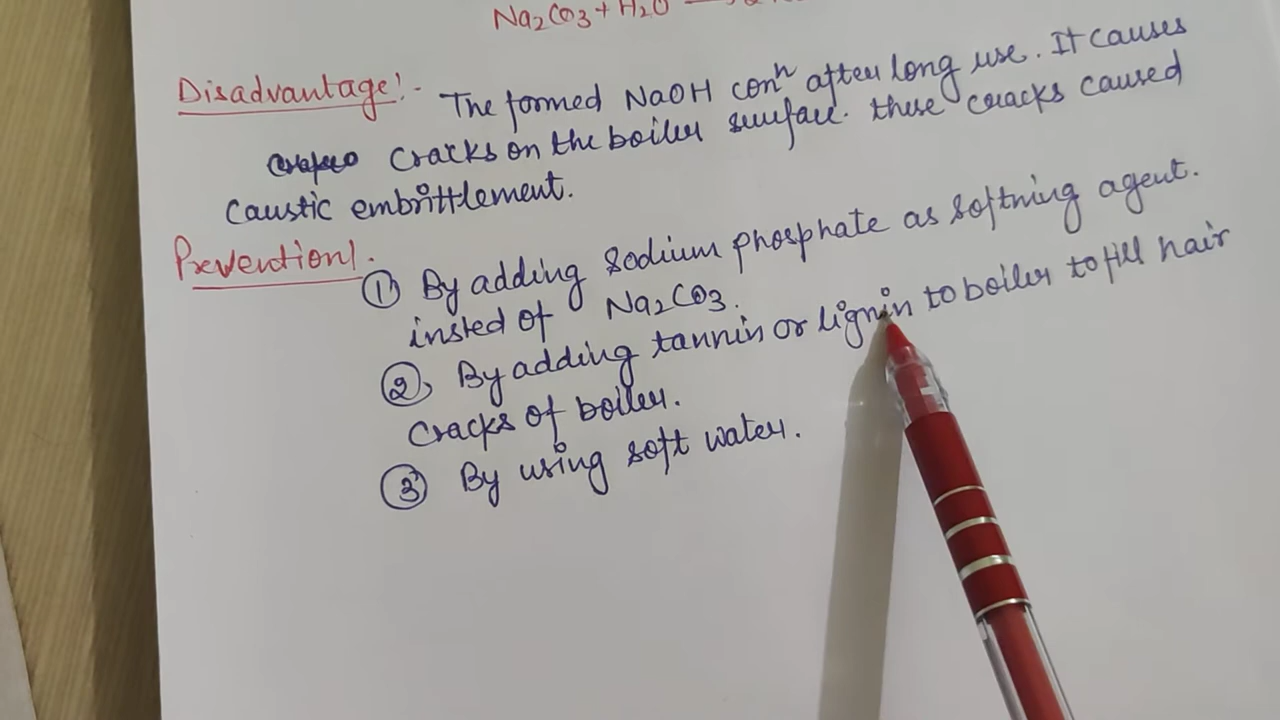 Na2CO3 + H2O
Disadvantage:- The formed NaOH conⁿ after long use. It causes
cracks on the boiler surface. these cracks caused
caustic embrittlement.
Prevention:-
① By adding sodium phosphate as softning agent.
insted of Na2CO3.
② By adding tannin or lignin to boiler to fill hair
cracks of boiler.
③ By using soft water.